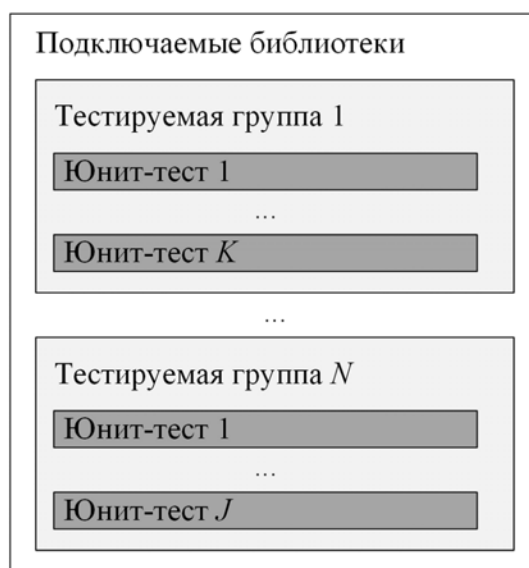 Подключаемые библиотеки
Тестируемая группа 1
Юнит-тест 1
...
Юнит-тест K
...
Тестируемая группа N
Юнит-тест 1
...
Юнит-тест J